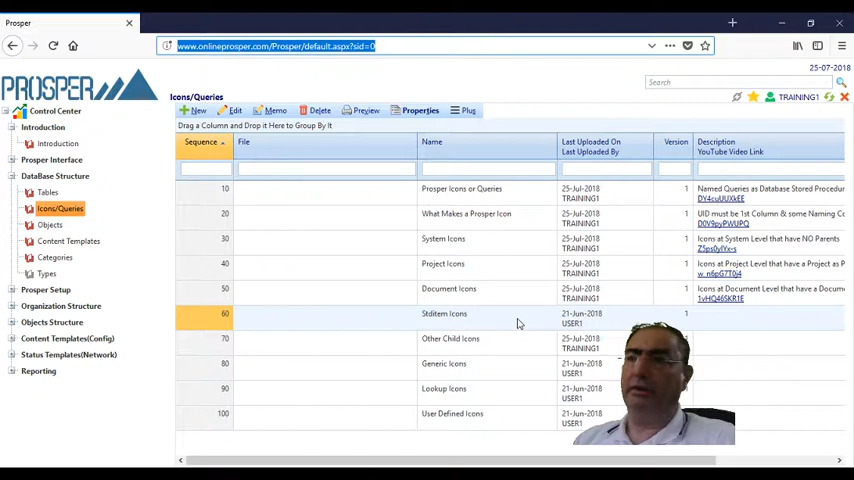 Prosper
www.onlineprosper.com/Prosper/default.aspx?sid=0
25-07-2018
PROSPER
Icons/Queries
Search
TRAINING1
Control Center
Introduction
Introduction
Prosper Interface
DataBase Structure
Tables
Icons/Queries
Objects
Content Templates
Categories
Types
Prosper Setup
Organization Structure
Objects Structure
Content Templates(Config)
Status Templates(Network)
Reporting
New Edit Memo Delete Preview Properties Plus
Drag a Column and Drop it Here to Group By It
Sequence File Name Last Uploaded On Version Description
Last Uploaded By YouTube Video Link
10 Prosper Icons or Queries 25-Jul-2018 1 Named Queries as Database Stored Procedur
TRAINING1 DY4cuUUXkEE
20 What Makes a Prosper Icon 25-Jul-2018 1 UID must be 1st Column & some Naming Co
TRAINING1 D0V9pyPWUPQ
30 System Icons 25-Jul-2018 1 Icons at System Level that have NO Parents
TRAINING1 Z5ps0ylYx-s
40 Project Icons 25-Jul-2018 1 Icons at Project Level that have a Project as P
TRAINING1 w_n6pG7T0j4
50 Document Icons 25-Jul-2018 1 Icons at Document Level that have a Docume
TRAINING1 1vHQ46SKR1E
60 Stditem Icons 21-Jun-2018 1
USER1
70 Other Child Icons 25-Jul-2018
TRAINING1
80 Generic Icons 21-Jun-2018
USER1
90 Lookup Icons 21-Jun-2018
USER1
100 User Defined Icons 21-Jun-2018
USER1